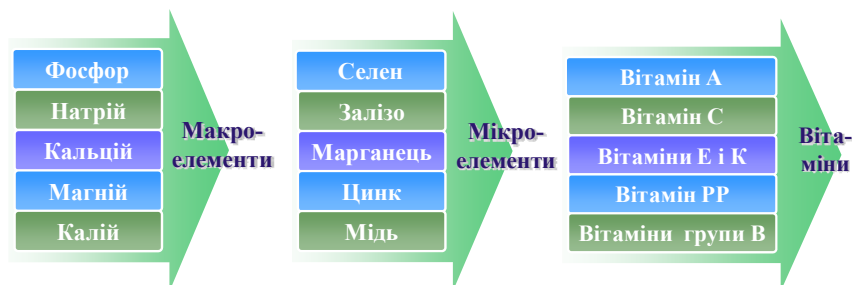 Фосфор
Натрій
Кальцій
Магній
Калій
Макро-
елементи
Селен
Залізо
Марганець
Цинк
Мідь
Мікро-
елементи
Вітамін А
Вітамін С
Вітаміни Е і К
Вітамін РР
Вітаміни групи В
Віта-
міни